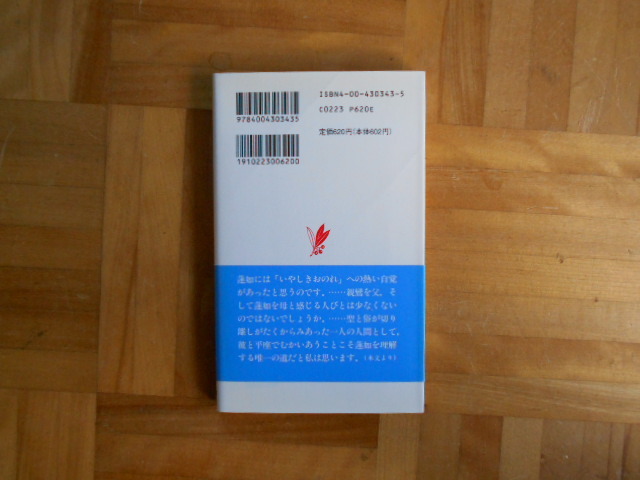 ISBN4-00-430343-5
C0223 P620E
9784004303435
定価620円(本体602円)
1910223006200
蓮如には「いやしきおのれ」への熱い自覚
があったと思うのです。……親鸞を父、そ
して蓮如を母と感じる人びとは少なくない
のではないでしょうか。……聖と俗が切り
離しがたくからみあった一人の人間として、
彼と平座でむかいあうことこそ蓮如を理解
する唯一の道だと私は思います。(本文より)